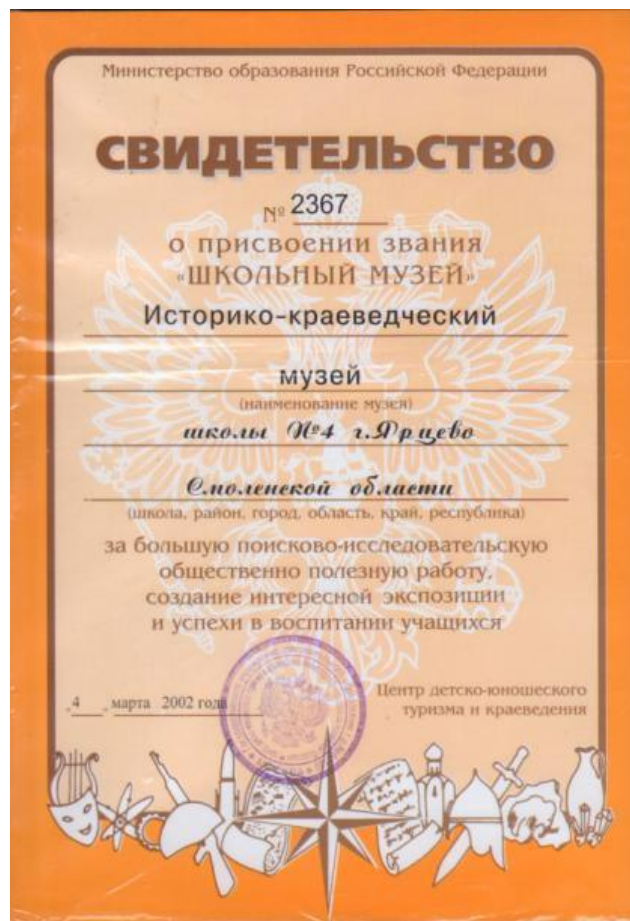 Министерство образования Российской Федерации
СВИДЕТЕЛЬСТВО
№ 2367
о присвоении звания
«ШКОЛЬНЫЙ МУЗЕЙ»
Историко-краеведческий
музей
(наименование музея)
школы №4 г.Ярцево
Смоленской области
(школа, район, город, область, край, республика)
за большую поисково-исследовательскую
общественно полезную работу,
создание интересной экспозиции
и успехи в воспитании учащихся
Центр детско-юношеского
„4 „ марта 2002 года
туризма и краеведения